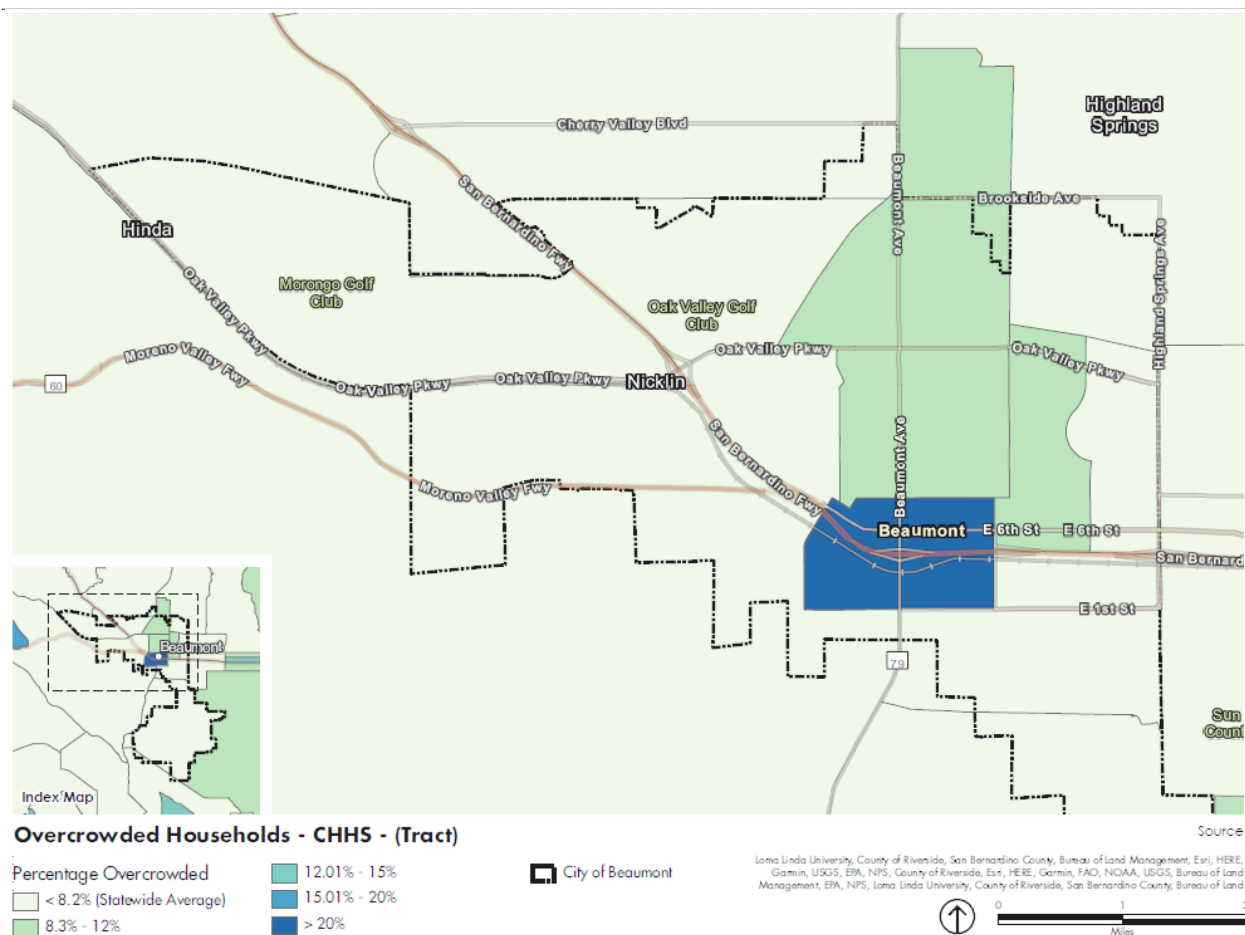 Highland
Springs
Cherry Valley Blvd
Beaumont Ave
San Bernardino Fwy
Brookside Ave
Hinda
Highland Springs Ave
Morongo Golf
Club
Oak Valley Pkwy
Oak Valley Golf
Club
Moreno Valley Fwy
Oak Valley Pkwy
Oak Valley Pkwy
60
Oak Valley Pkwy
Oak Valley Pkwy
Nicklin
San Bernardino Fwy
Beaumont Ave
Moreno Valley Fwy
Beaumont
E 6th St
E 6th St
San Bernard
E 1st St
Beaumont
79
Sun
Count
Index Map
Overcrowded Households - CHHS - (Tract)
Source
Percentage Overcrowded
< 8.2% (Statewide Average)
8.3% - 12%
12.01% - 15%
15.01% - 20%
> 20%
City of Beaumont
Loma Linda University, County of Riverside, San Bernardino County, Bureau of Land Management, Esri, HERE,
Garmin, USGS, EPA, NPS, County of Riverside, Esri, HERE, Garmin, FAO, NOAA, USGS, Bureau of Land
Management, EPA, NPS, Loma Linda University, County of Riverside, San Bernardino County, Bureau of Land
0 1 2
Miles